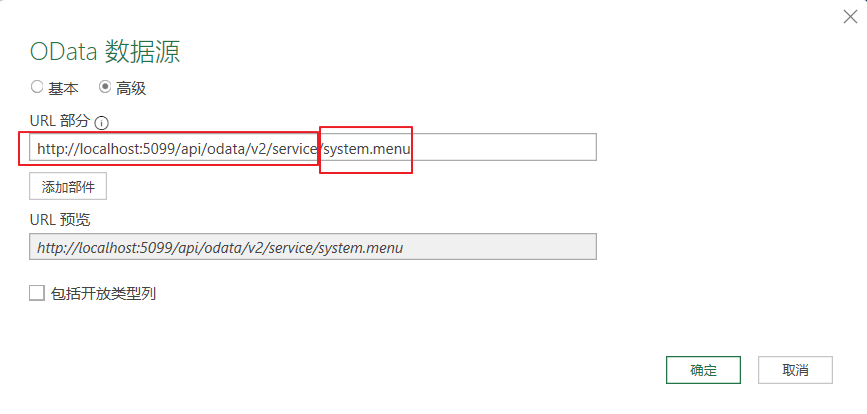 OData 数据源
基本 高级
URL 部分
http://localhost:5099/api/odata/v2/service/system.menu
添加部件
URL 预览
http://localhost:5099/api/odata/v2/service/system.menu
包括开放类型列
确定 取消